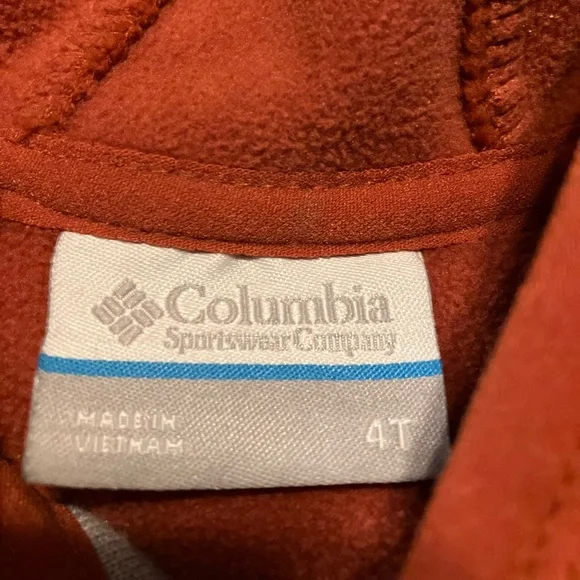 Columbia
Sportswear Company
MADE IN
VIETNAM
4T